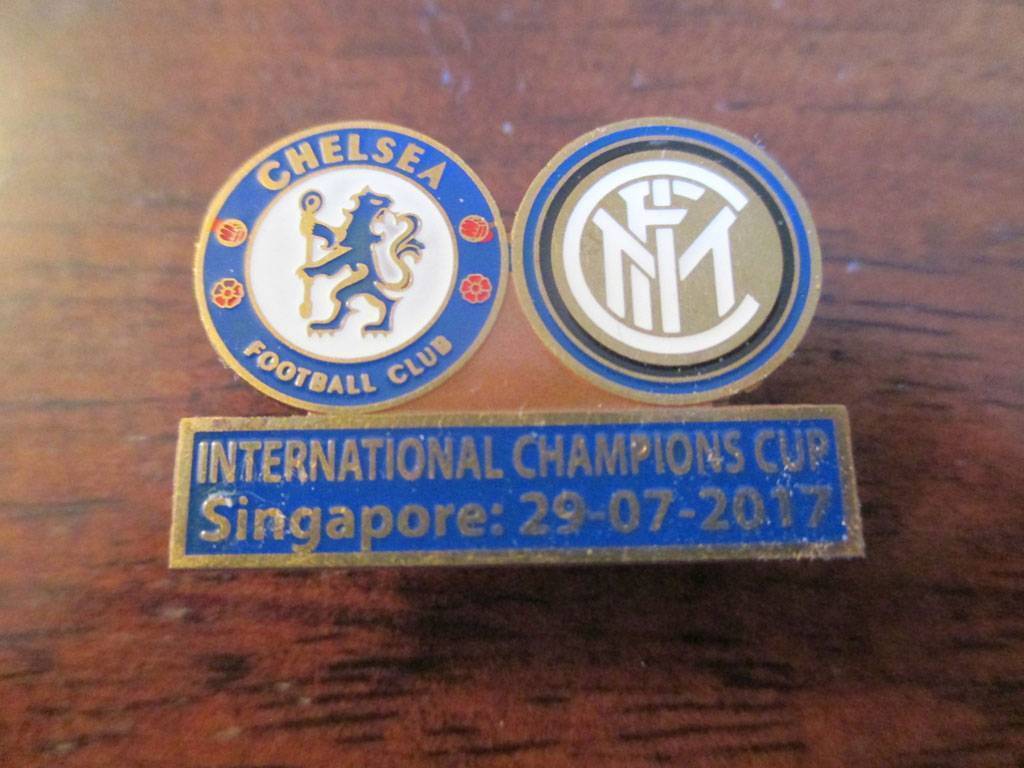 CHELSEA
FOOTBALL CLUB
FCIM
INTERNATIONAL CHAMPIONS CUP
Singapore: 29-07-2017